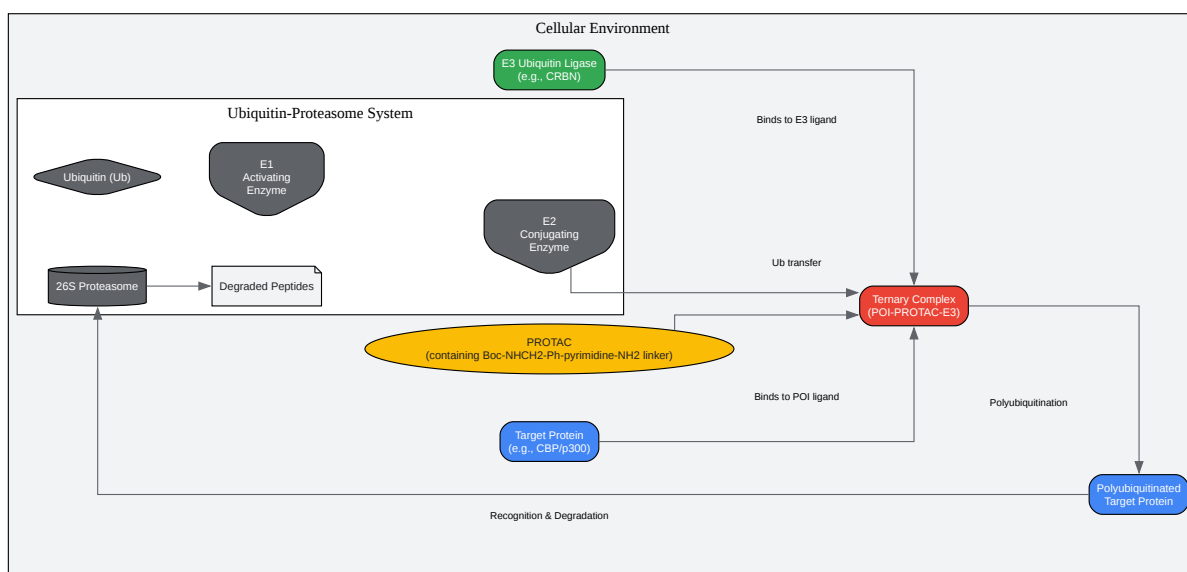 Cellular Environment
E3 Ubiquitin Ligase
(e.g., CRBN)
Ubiquitin-Proteasome System
Binds to E3 ligand
Ubiquitin (Ub)
E1
Activating
Enzyme
E2
Conjugating
Enzyme
Ub transfer
26S Proteasome
Degraded Peptides
Ternary Complex
(POI-PROTAC-E3)
PROTAC
(containing Boc-NHCH2-Ph-pyrimidine-NH2 linker)
Binds to POI ligand
Polyubiquitination
Target Protein
(e.g., CBP/p300)
Polyubiquitinated
Target Protein
Recognition & Degradation